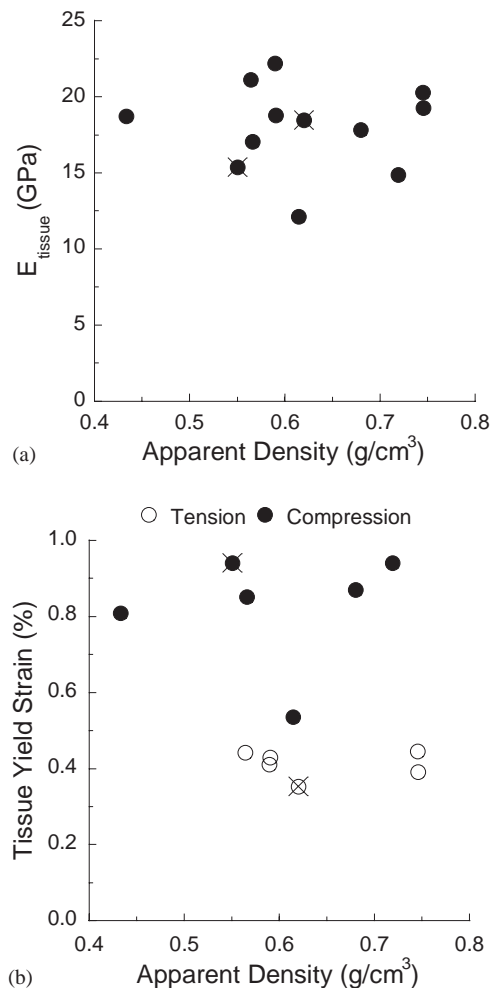 25
20
15
10
5
0
E_tissue (GPa)
0.4 0.5 0.6 0.7 0.8
(a) Apparent Density (g/cm³)
Tension Compression
1.0
0.8
0.6
0.4
0.2
0.0
Tissue Yield Strain (%)
0.4 0.5 0.6 0.7 0.8
(b) Apparent Density (g/cm³)